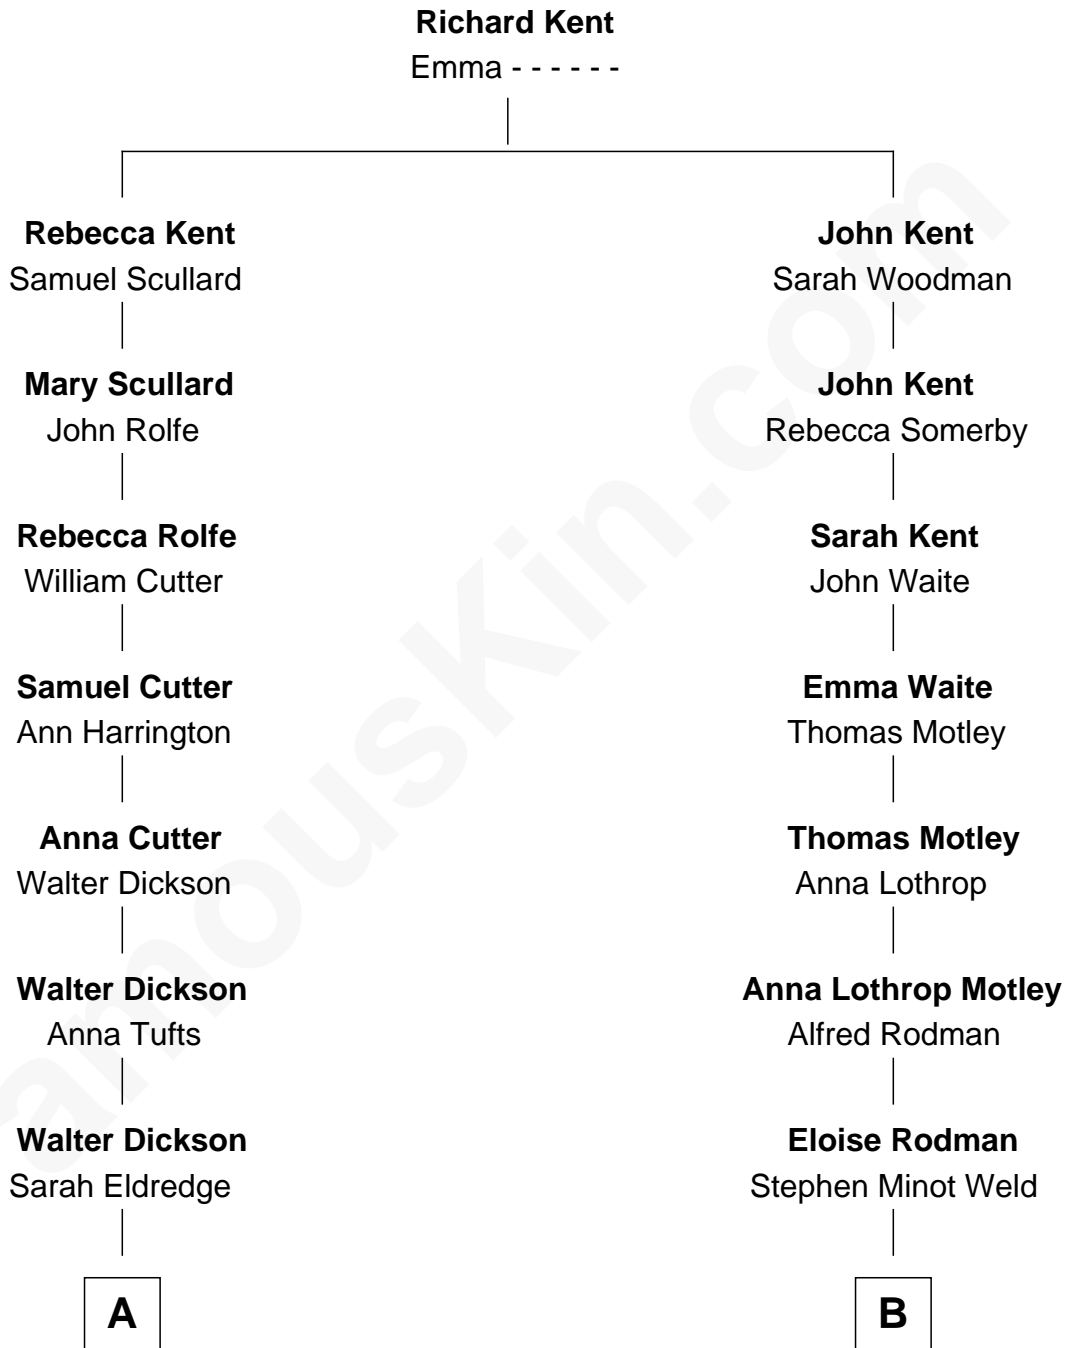 Richard Kent
Emma - - - - - -
Rebecca Kent
Samuel Scullard
John Kent
Sarah Woodman
Mary Scullard
John Rolfe
John Kent
Rebecca Somerby
Rebecca Rolfe
William Cutter
Sarah Kent
John Waite
Samuel Cutter
Ann Harrington
Emma Waite
Thomas Motley
Anna Cutter
Walter Dickson
Thomas Motley
Anna Lothrop
Walter Dickson
Anna Tufts
Anna Lothrop Motley
Alfred Rodman
Walter Dickson
Sarah Eldredge
Eloise Rodman
Stephen Minot Weld
A
B
amouskin.com